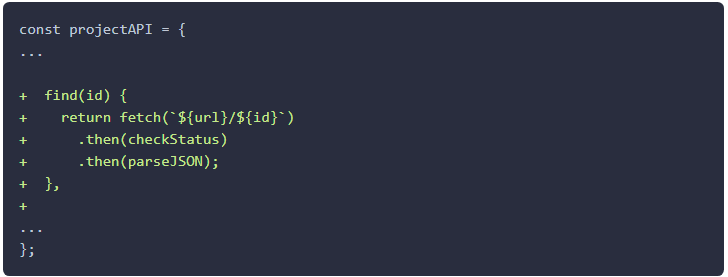 const projectAPI = {
...
+  find(id) {
+    return fetch(`${url}/${id}`)
+      .then(checkStatus)
+      .then(parseJSON);
+  },
+
...
};